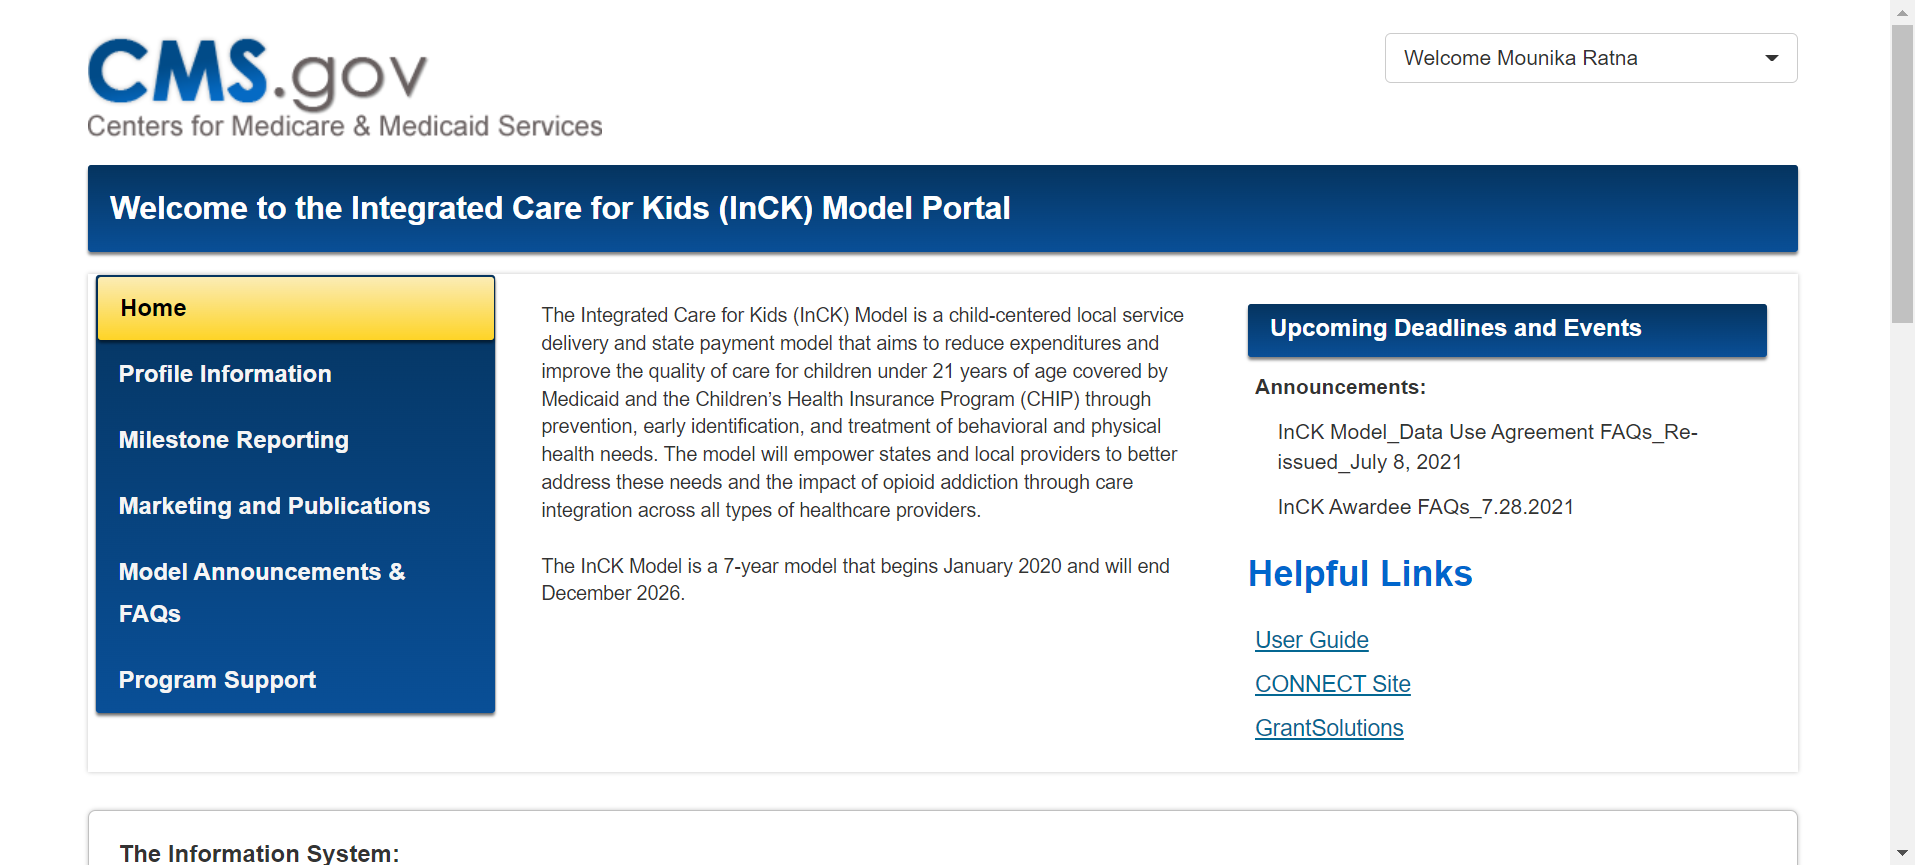 CMS.gov
Centers for Medicare & Medicaid Services
Welcome Mounika Ratna
Welcome to the Integrated Care for Kids (InCK) Model Portal
Home
Profile Information
Milestone Reporting
Marketing and Publications
Model Announcements &
FAQs
Program Support
The Integrated Care for Kids (InCK) Model is a child-centered local service
delivery and state payment model that aims to reduce expenditures and
improve the quality of care for children under 21 years of age covered by
Medicaid and the Children’s Health Insurance Program (CHIP) through
prevention, early identification, and treatment of behavioral and physical
health needs. The model will empower states and local providers to better
address these needs and the impact of opioid addiction through care
integration across all types of healthcare providers.
The InCK Model is a 7-year model that begins January 2020 and will end
December 2026.
Upcoming Deadlines and Events
Announcements:
InCK Model_Data Use Agreement FAQs_Re-
issued_July 8, 2021
InCK Awardee FAQs_7.28.2021
Helpful Links
User Guide
CONNECT Site
GrantSolutions
The Information System: